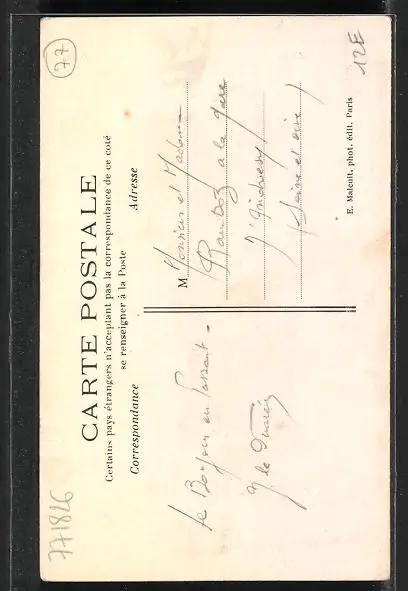 77
12E
CARTE POSTALE
Certains pays étrangers n'acceptant pas la correspondance de ce coté
se renseigner à la Poste
Correspondance
Adresse
le Bonjour en Passant -
M Monsieur et Madame
à la Gare
(Seine et oise)
E. Malcuit, phot. édit. Paris
771826